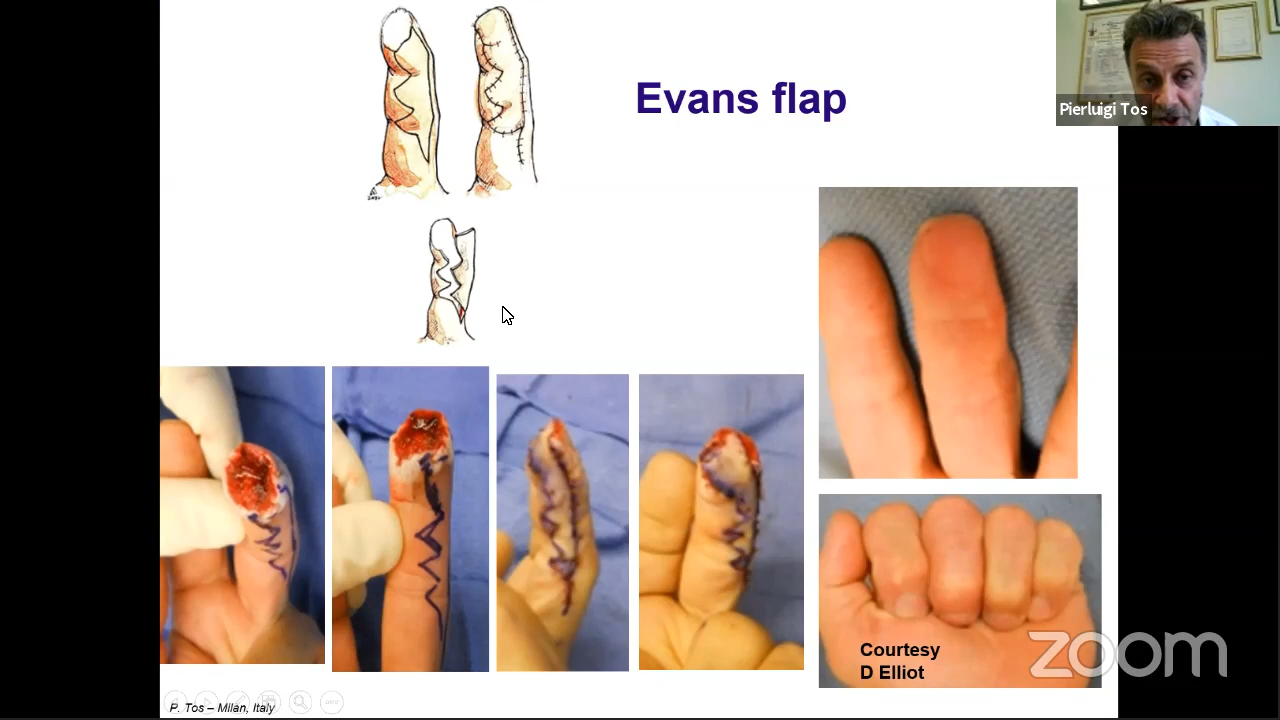 Evans flap
Pierluigi Tos
Courtesy
D Elliot
zoom
P. Tos – Milan, Italy